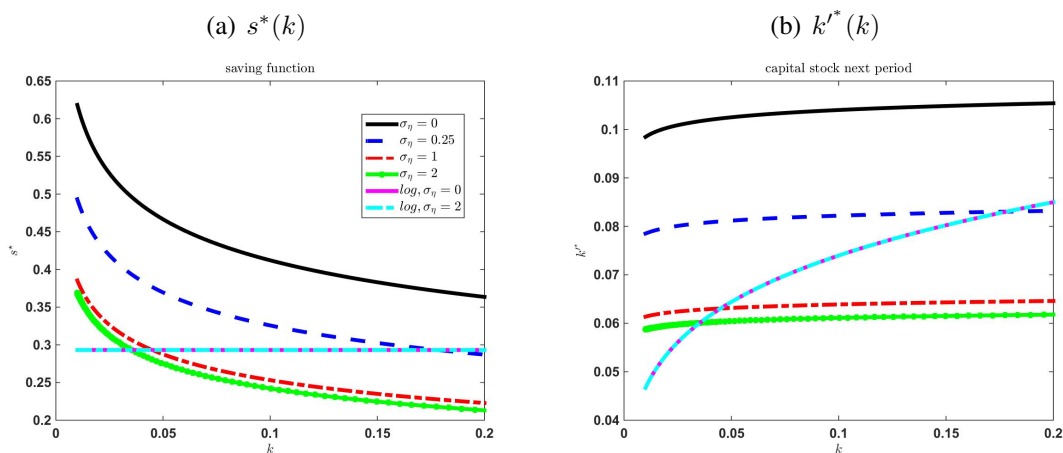 (a) s*(k)
(b) k′*(k)
saving function
0.65
0.6
0.55
0.5
0.45
0.4
0.35
0.3
0.25
0.2
s*
0
0.05
0.1
0.15
0.2
k
σ_η = 0
σ_η = 0.25
σ_η = 1
σ_η = 2
log, σ_η = 0
log, σ_η = 2
capital stock next period
0.11
0.1
0.09
0.08
0.07
0.06
0.05
0.04
k′*
0
0.05
0.1
0.15
0.2
k